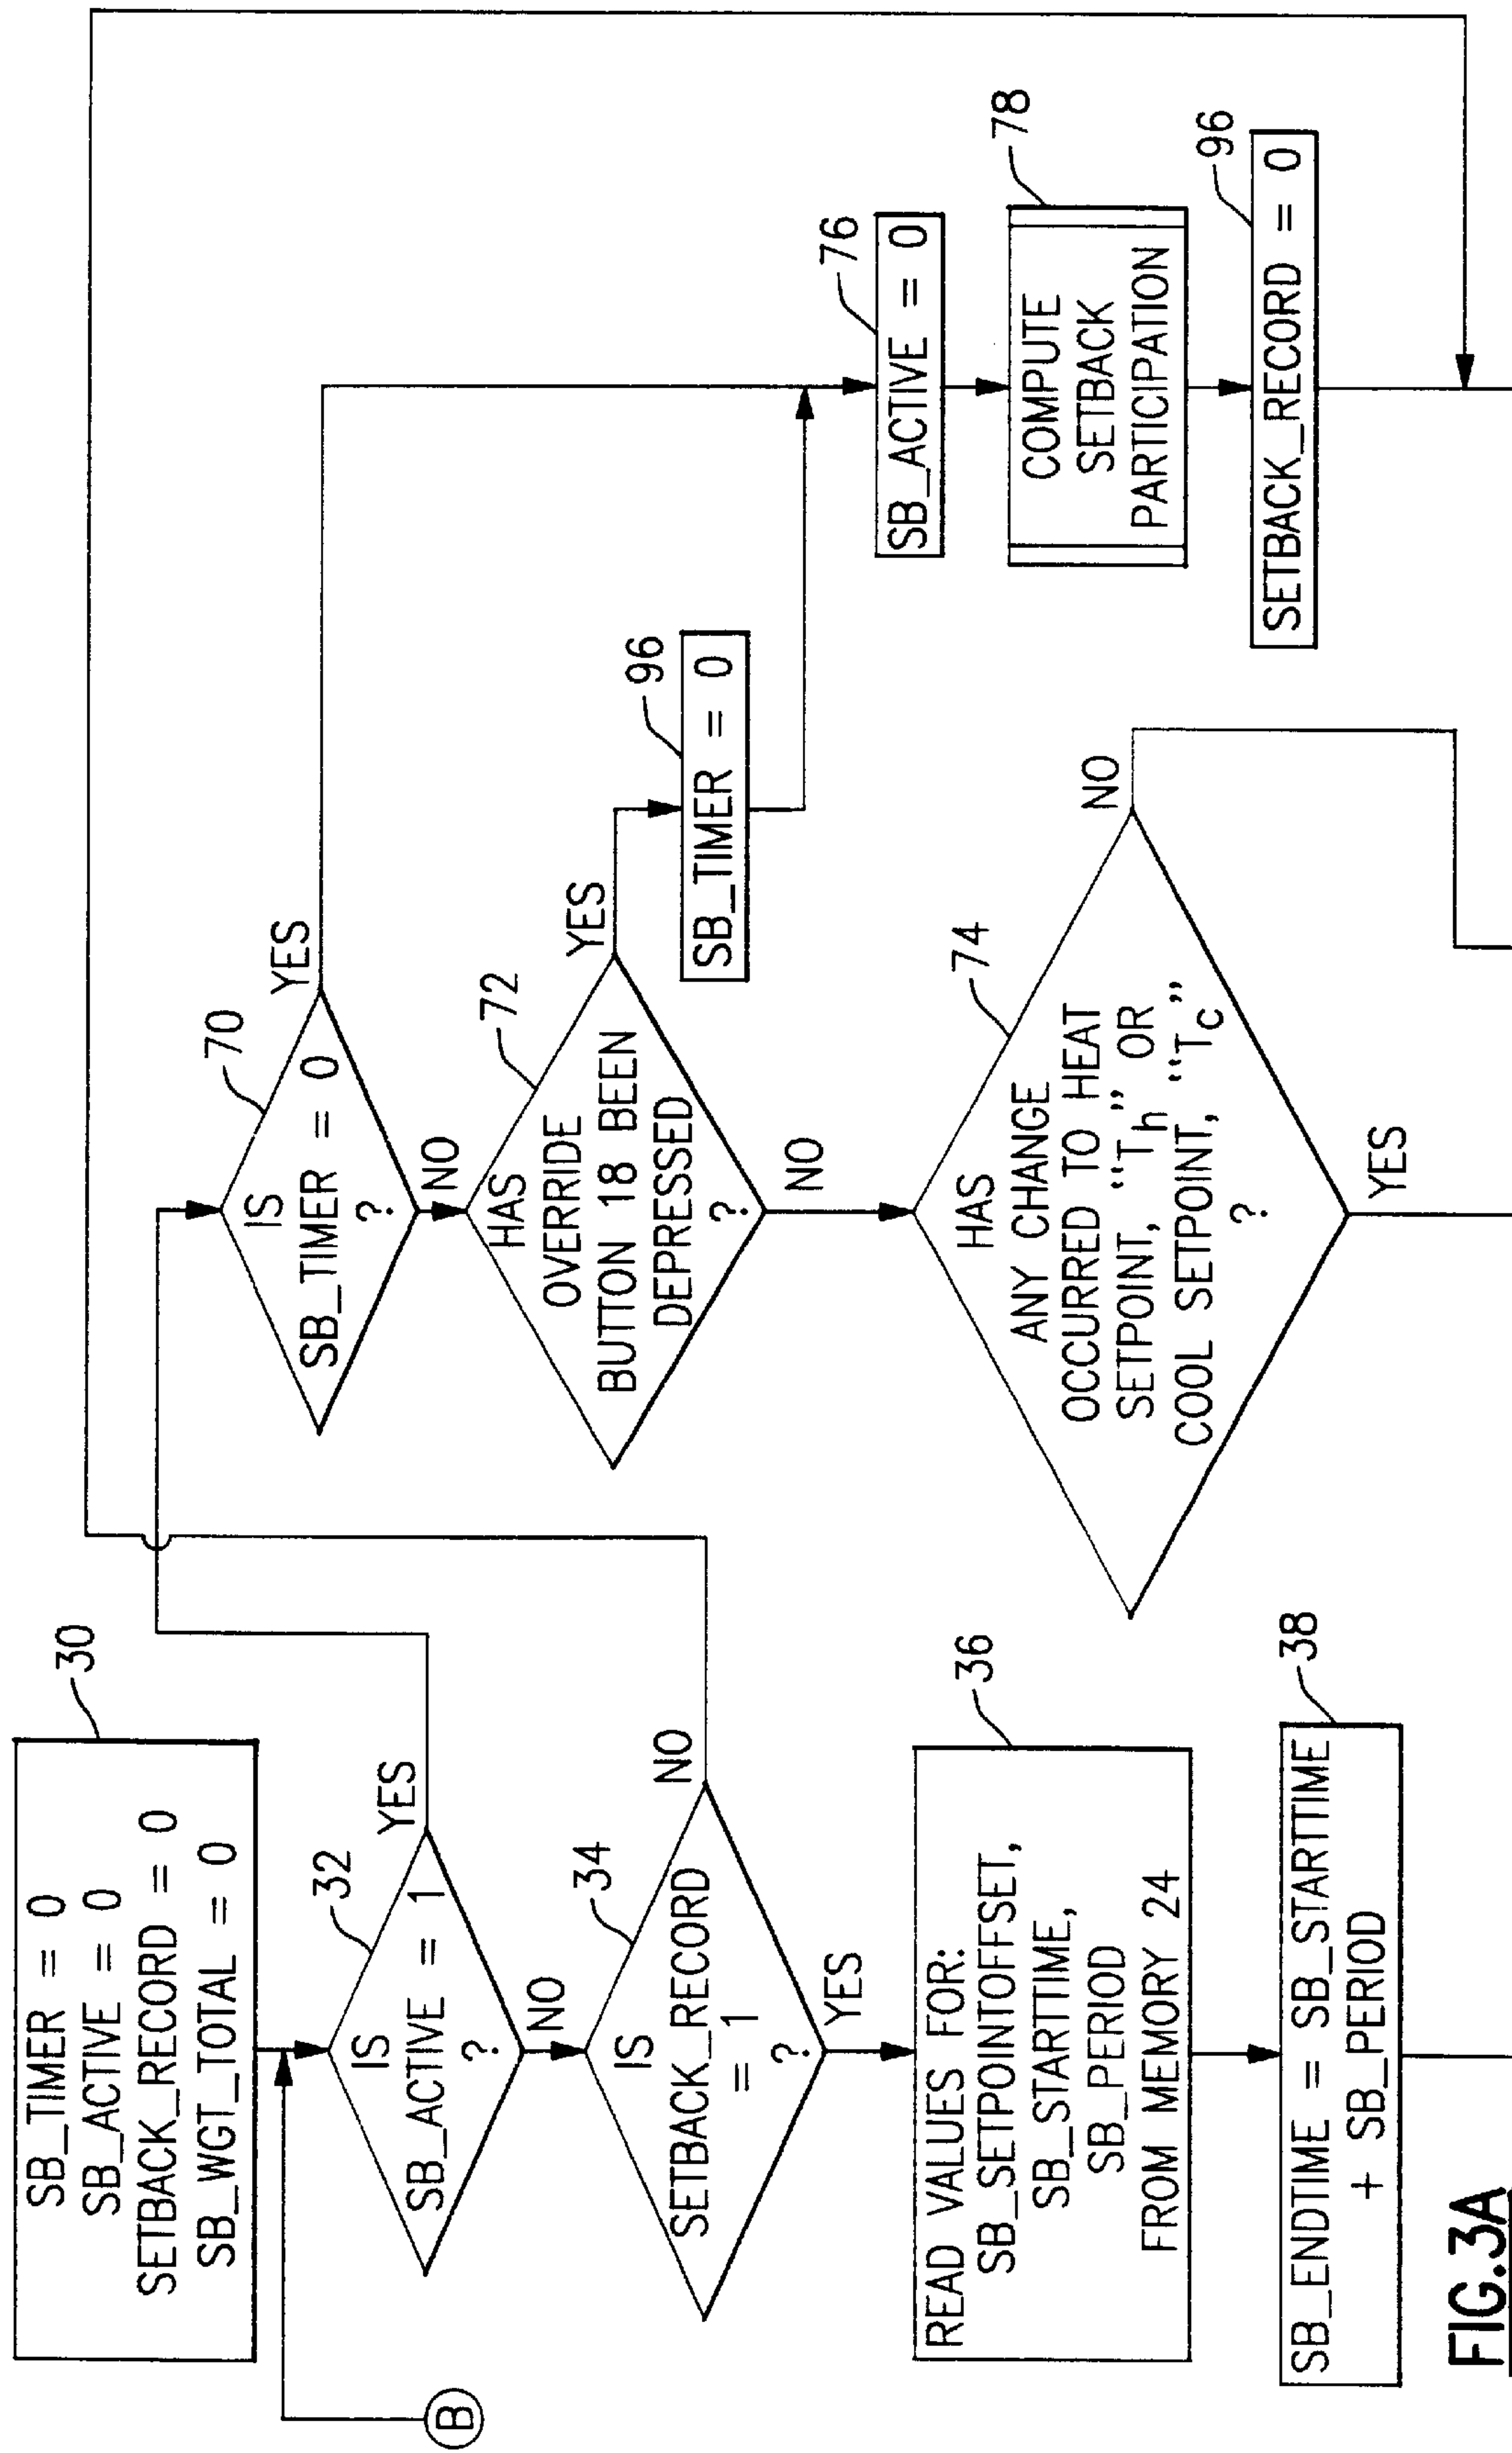 30
SB_TIMER = 0
SB_ACTIVE = 0
SETBACK_RECORD = 0
SB_WGT_TOTAL = 0
B
32
IS
SB_ACTIVE = 1
?
YES
NO
34
IS
SETBACK_RECORD
= 1
?
NO
YES
36
READ VALUES FOR:
SB_SETPOINTOFFSET,
SB_STARTTIME,
SB_PERIOD
FROM MEMORY 24
38
SB_ENDTIME = SB_STARTTIME
+ SB_PERIOD
70
IS
SB_TIMER = 0
?
YES
NO
72
HAS
OVERRIDE
BUTTON 18 BEEN
DEPRESSED
?
YES
NO
96
SB_TIMER = 0
74
HAS
ANY CHANGE
OCCURRED TO HEAT
SETPOINT, “Th” OR
COOL SETPOINT, “Tc”
?
NO
YES
76
SB_ACTIVE = 0
78
COMPUTE
SETBACK
PARTICIPATION
96
SETBACK_RECORD = 0
FIG.3A